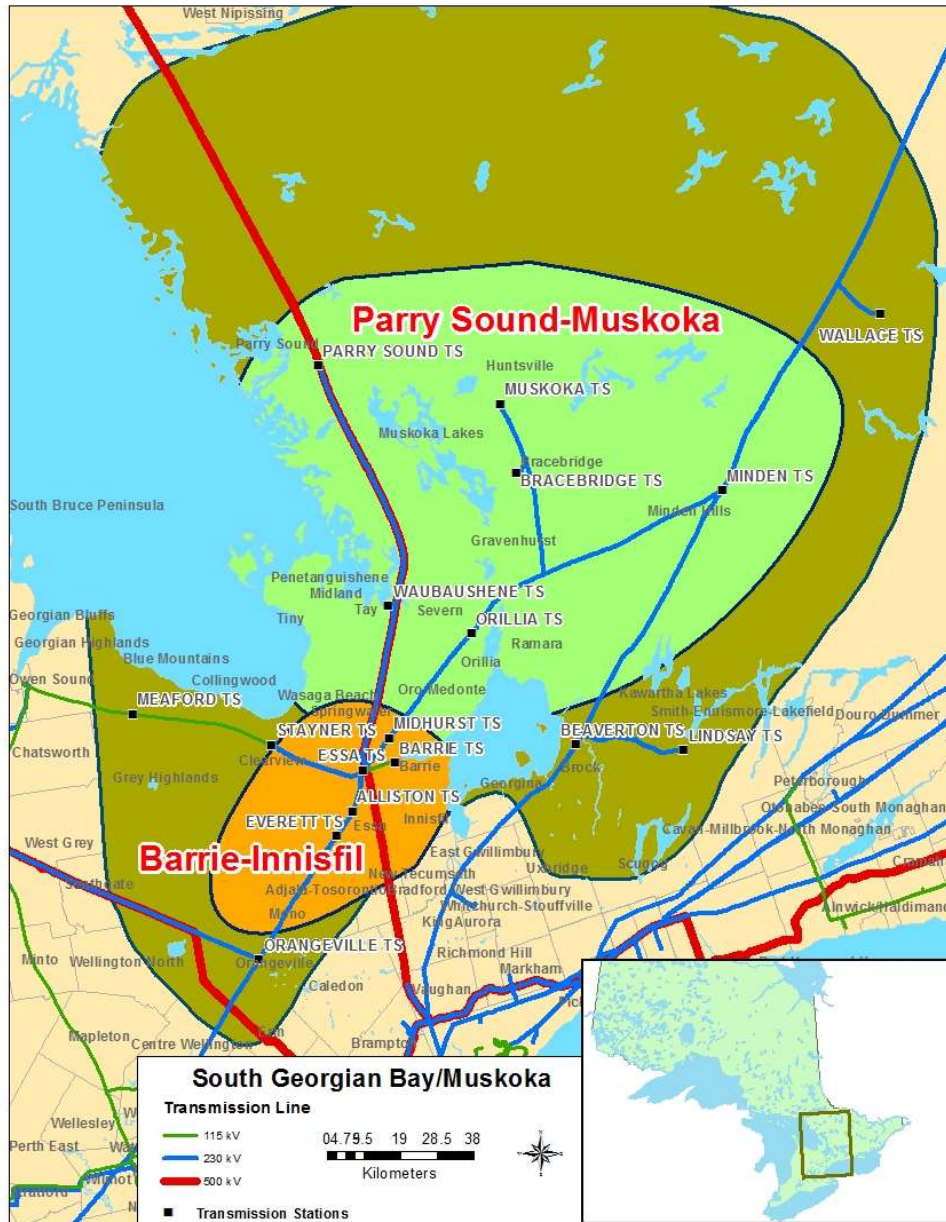 West Nipissing
Parry Sound-Muskoka
WALLACE TS
Parry Sound
PARRY SOUND TS
Huntsville
MUSKOKA TS
Muskoka Lakes
Bracebridge
BRACEBRIDGE TS
MINDEN TS
Minden Hills
South Bruce Peninsula
Gravenhurst
Penetanguishene
Midland
WAUBAUSHENE TS
Tay
Severn
Tiny
ORILLIA TS
Georgian Bluffs
Ramara
Georgian Highlands
Blue Mountains
Orillia
Owen Sound
Collingwood
Wasaga Beach
Oro-Medonte
Kawartha Lakes
MEAFORD TS
Springwater
Smith-Ennismore-Lakefield
Douro-Dummer
STAYNER TS
MIDHURST TS
BEAVERTON TS
LINDSAY TS
Chatsworth
Clearview
ESSA TS
BARRIE TS
Barrie
Brock
Grey Highlands
Georgina
Peterborough
ALLISTON TS
Otonabee-South Monaghan
EVERETT TS
Essa
Innisfil
Cavan-Millbrook-North Monaghan
West Grey
Barrie-Innisfil
East Gwillimbury
Scugog
Uxbridge
New Tecumseth
Southgate
Adjala-Tosorontio
Bradford West Gwillimbury
Whitchurch-Stouffville
Alnwick/Haldimand
Mono
King
Aurora
ORANGEVILLE TS
Orangeville
Richmond Hill
Minto
Wellington North
Markham
Caledon
Vaughan
Mapleton
Centre Wellington
Erin
Brampton
South Georgian Bay/Muskoka
Transmission Line
115 kV
230 kV
500 kV
0 4.75 9.5 19 28.5 38
Kilometers
Transmission Stations
Wellesley
Perth East
Wilmot
Stratford